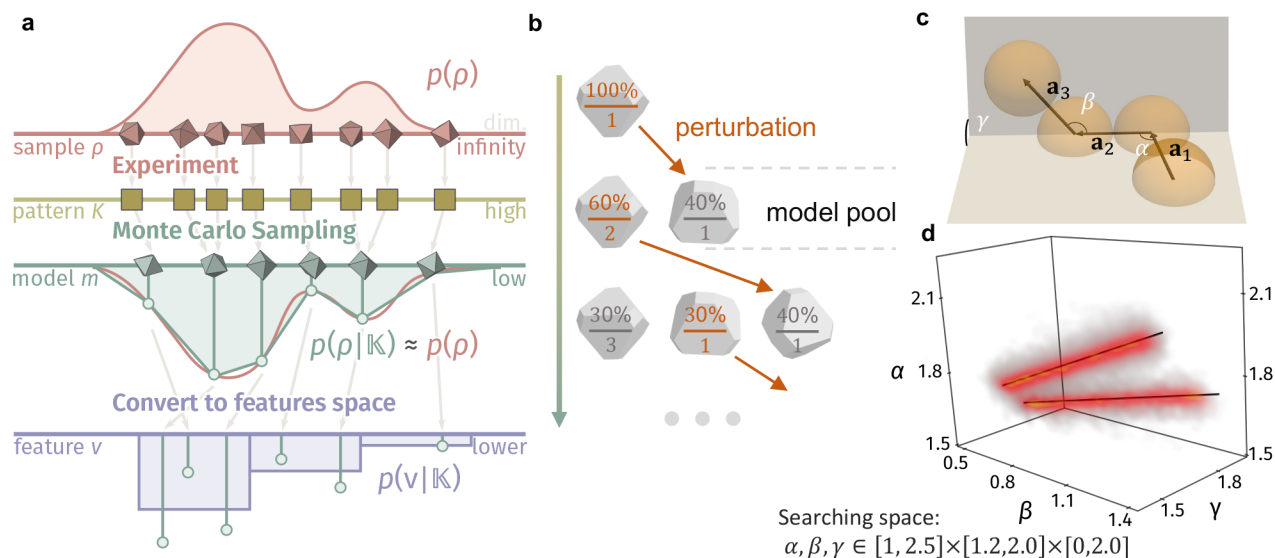 a
p(ρ)
dim.
sample ρ
infinity
Experiment
pattern K
high
Monte Carlo Sampling
model m
low
p(ρ|𝕂) ≈ p(ρ)
Convert to features space
feature v
lower
p(v|𝕂)
b
100%
1
perturbation
60%
2
40%
1
model pool
30%
3
30%
1
40%
1
c
a₃
β
γ
a₂
α
a₁
d
2.1
α
1.8
1.5
0.5
0.8
β
1.1
1.4
1.5
γ
1.8
1.5
1.8
2.1
Searching space:
α, β, γ ∈ [1, 2.5]×[1.2,2.0]×[0,2.0]